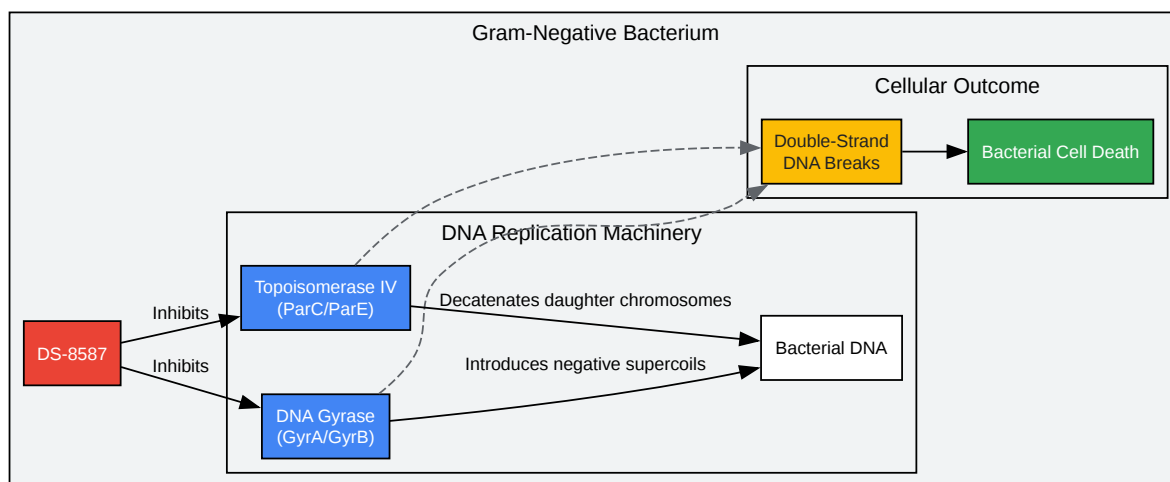 Gram-Negative Bacterium
Cellular Outcome
Double-Strand
DNA Breaks
Bacterial Cell Death
DNA Replication Machinery
Topoisomerase IV
(ParC/ParE)
Decatenates daughter chromosomes
Inhibits
DS-8587
Inhibits
Bacterial DNA
Introduces negative supercoils
DNA Gyrase
(GyrA/GyrB)